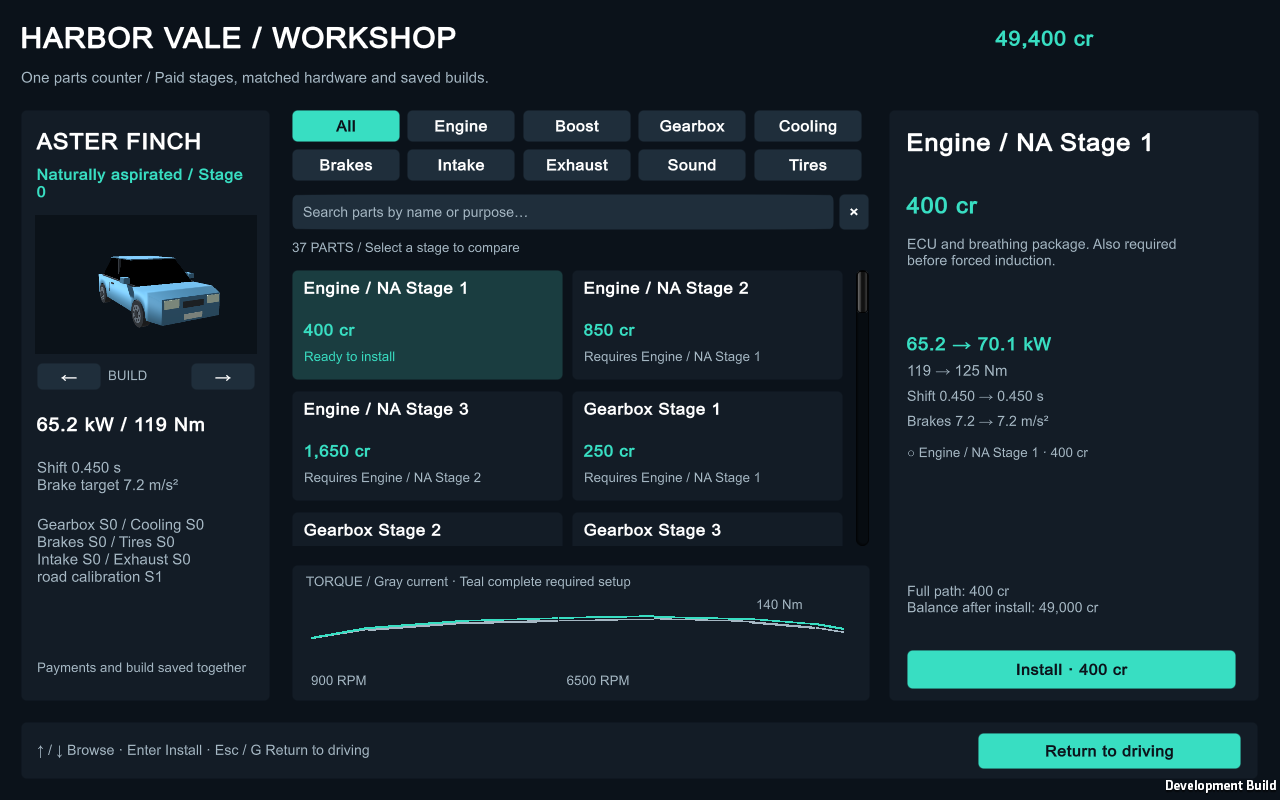 HARBOR VALE / WORKSHOP
49,400 cr
One parts counter / Paid stages, matched hardware and saved builds.
ASTER FINCH
Naturally aspirated / Stage
0
← BUILD →
65.2 kW / 119 Nm
Shift 0.450 s
Brake target 7.2 m/s²
Gearbox S0 / Cooling S0
Brakes S0 / Tires S0
Intake S0 / Exhaust S0
road calibration S1
Payments and build saved together
All Engine Boost Gearbox Cooling
Brakes Intake Exhaust Sound Tires
Search parts by name or purpose…
×
37 PARTS / Select a stage to compare
Engine / NA Stage 1
400 cr
Ready to install
Engine / NA Stage 2
850 cr
Requires Engine / NA Stage 1
Engine / NA Stage 3
1,650 cr
Requires Engine / NA Stage 2
Gearbox Stage 1
250 cr
Requires Engine / NA Stage 1
Gearbox Stage 2
Gearbox Stage 3
TORQUE / Gray current · Teal complete required setup
140 Nm
900 RPM
6500 RPM
Engine / NA Stage 1
400 cr
ECU and breathing package. Also required
before forced induction.
65.2 → 70.1 kW
119 → 125 Nm
Shift 0.450 → 0.450 s
Brakes 7.2 → 7.2 m/s²
○ Engine / NA Stage 1 · 400 cr
Full path: 400 cr
Balance after install: 49,000 cr
Install · 400 cr
↑ / ↓ Browse · Enter Install · Esc / G Return to driving
Return to driving
Development Build